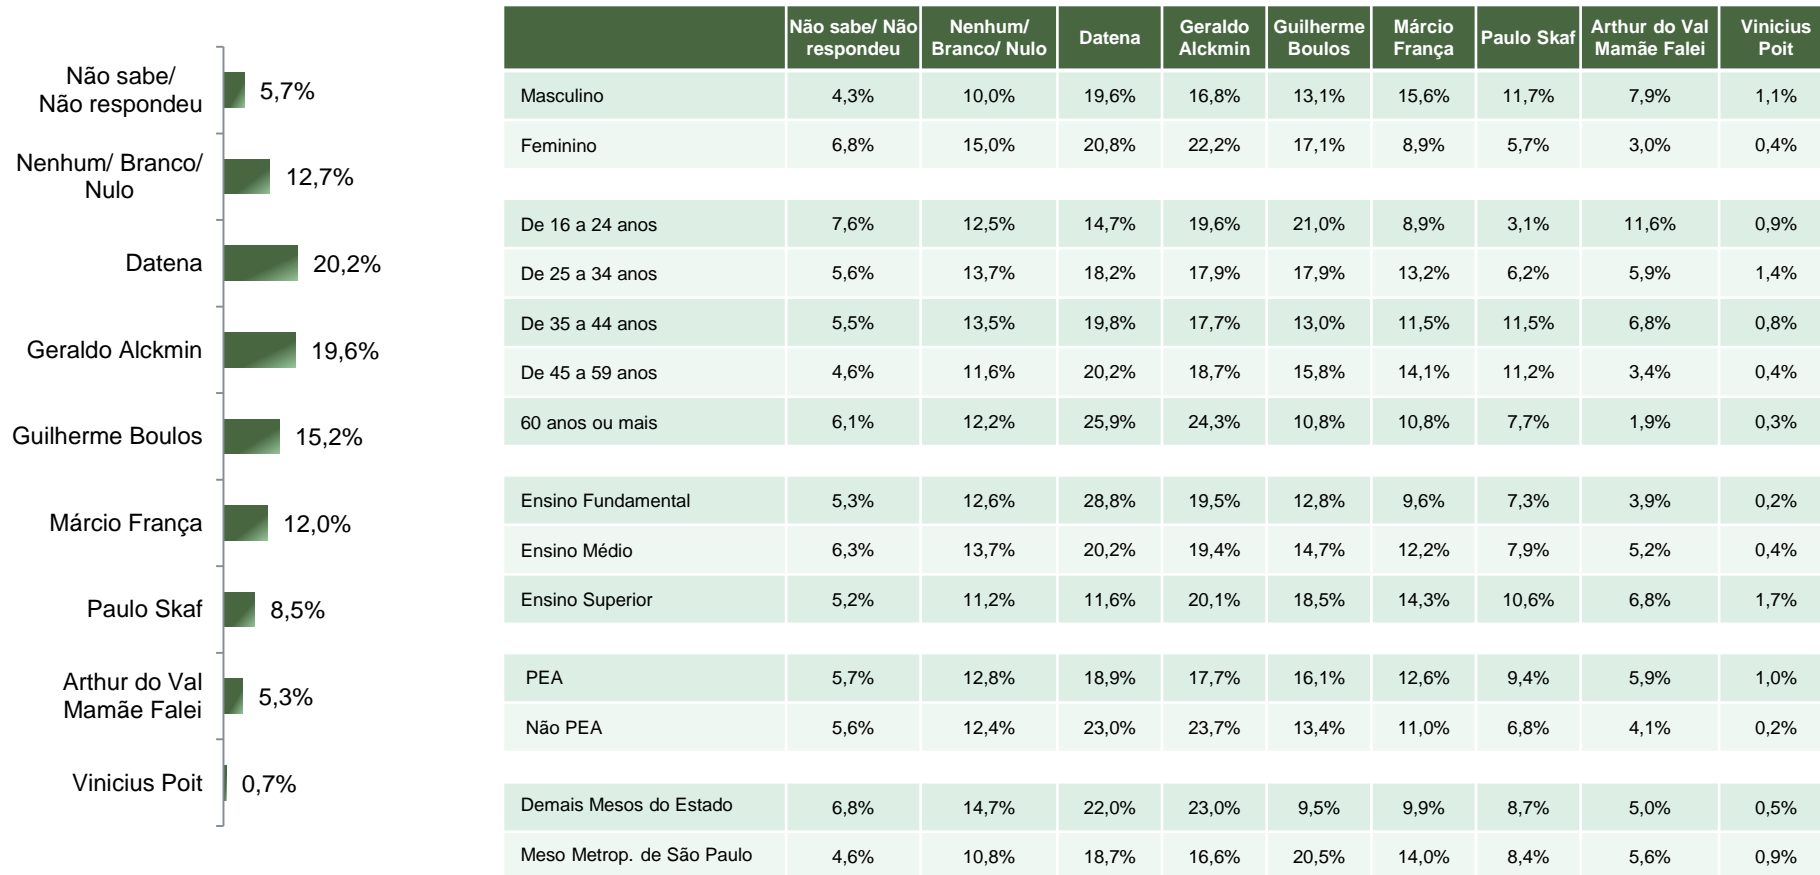 Não sabe/
Não respondeu
5,7%
Nenhum/ Branco/
Nulo
12,7%
Datena
20,2%
Geraldo Alckmin
19,6%
Guilherme Boulos
15,2%
Márcio França
12,0%
Paulo Skaf
8,5%
Arthur do Val
Mamãe Falei
5,3%
Vinicius Poit
0,7%
Não sabe/ Não respondeu Nenhum/ Branco/ Nulo Datena Geraldo Alckmin Guilherme Boulos Márcio França Paulo Skaf Arthur do Val Mamãe Falei Vinicius Poit
Masculino 4,3% 10,0% 19,6% 16,8% 13,1% 15,6% 11,7% 7,9% 1,1%
Feminino 6,8% 15,0% 20,8% 22,2% 17,1% 8,9% 5,7% 3,0% 0,4%
De 16 a 24 anos 7,6% 12,5% 14,7% 19,6% 21,0% 8,9% 3,1% 11,6% 0,9%
De 25 a 34 anos 5,6% 13,7% 18,2% 17,9% 17,9% 13,2% 6,2% 5,9% 1,4%
De 35 a 44 anos 5,5% 13,5% 19,8% 17,7% 13,0% 11,5% 11,5% 6,8% 0,8%
De 45 a 59 anos 4,6% 11,6% 20,2% 18,7% 15,8% 14,1% 11,2% 3,4% 0,4%
60 anos ou mais 6,1% 12,2% 25,9% 24,3% 10,8% 10,8% 7,7% 1,9% 0,3%
Ensino Fundamental 5,3% 12,6% 28,8% 19,5% 12,8% 9,6% 7,3% 3,9% 0,2%
Ensino Médio 6,3% 13,7% 20,2% 19,4% 14,7% 12,2% 7,9% 5,2% 0,4%
Ensino Superior 5,2% 11,2% 11,6% 20,1% 18,5% 14,3% 10,6% 6,8% 1,7%
PEA 5,7% 12,8% 18,9% 17,7% 16,1% 12,6% 9,4% 5,9% 1,0%
Não PEA 5,6% 12,4% 23,0% 23,7% 13,4% 11,0% 6,8% 4,1% 0,2%
Demais Mesos do Estado 6,8% 14,7% 22,0% 23,0% 9,5% 9,9% 8,7% 5,0% 0,5%
Meso Metrop. de São Paulo 4,6% 10,8% 18,7% 16,6% 20,5% 14,0% 8,4% 5,6% 0,9%